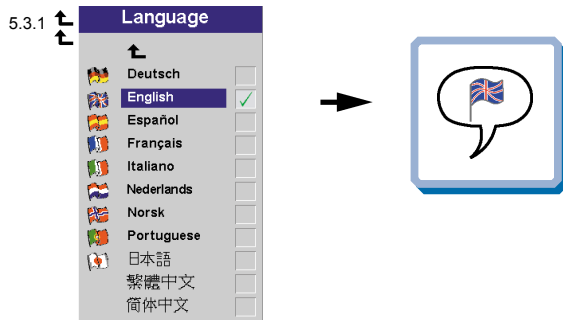 5.3.1
Language
Deutsch
English
Español
Français
Italiano
Nederlands
Norsk
Portuguese
日本語
繁體中文
简体中文